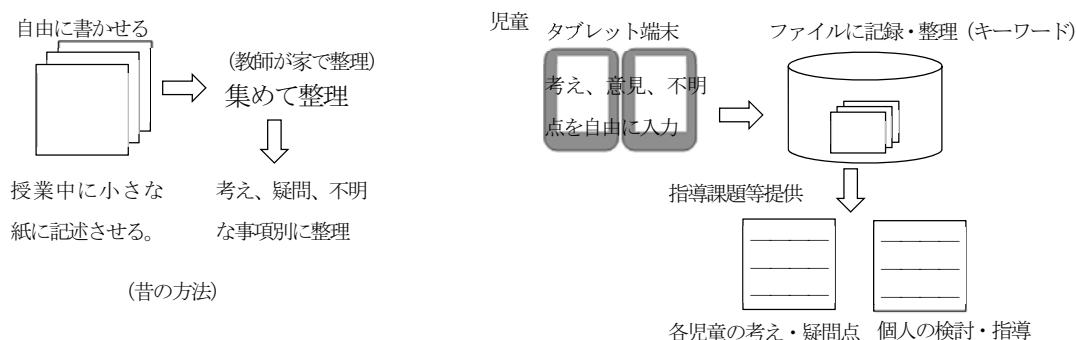 自由に書かせる
(教師が家で整理)
集めて整理
授業中に小さな
紙に記述させる。
考え、疑問、不明
な事項別に整理
(昔の方法)
児童
タブレット端末
考え、意見、不明
点を自由に入力
ファイルに記録・整理 (キーワード)
指導課題等提供
各児童の考え・疑問点
個人の検討・指導